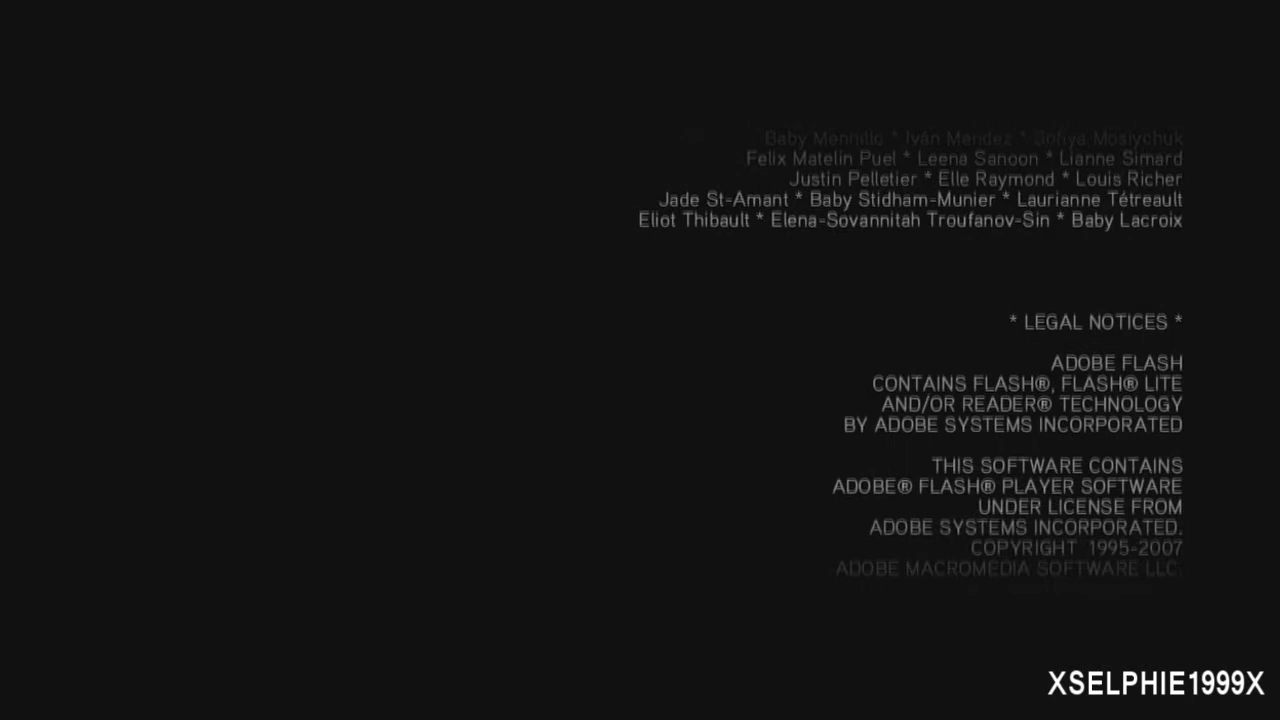 Baby Montillo * Iván Mendez * Sofiya Mosiychuk
Felix Matelin Puel * Leena Sanoon * Lianne Simard
Justin Pelletier * Elle Raymond * Louis Richer
Jade St-Amant * Baby Stidham-Munier * Laurianne Tétreault
Eliot Thibault * Elena-Sovannitah Troufanov-Sin * Baby Lacroix
* LEGAL NOTICES *
ADOBE FLASH
CONTAINS FLASH®, FLASH® LITE
AND/OR READER® TECHNOLOGY
BY ADOBE SYSTEMS INCORPORATED
THIS SOFTWARE CONTAINS
ADOBE® FLASH® PLAYER SOFTWARE
UNDER LICENSE FROM
ADOBE SYSTEMS INCORPORATED.
COPYRIGHT 1995-2007
ADOBE MACROMEDIA SOFTWARE LLC.
XSELPHIE1999X